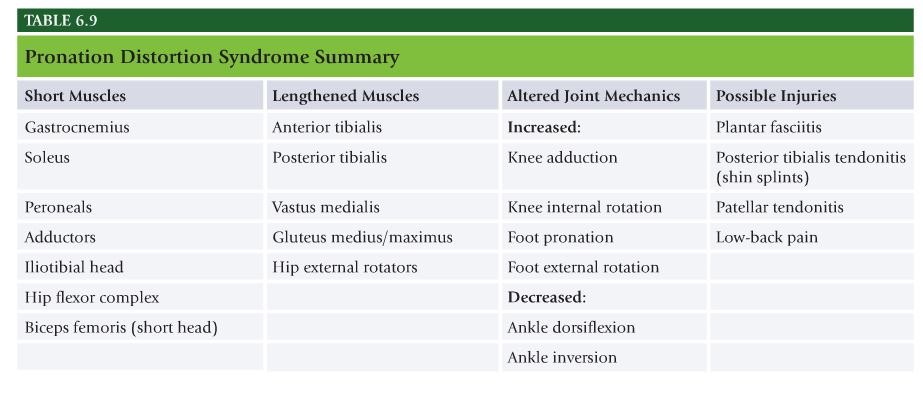 TABLE 6.9
Pronation Distortion Syndrome Summary
Short Muscles Lengthened Muscles Altered Joint Mechanics Possible Injuries
Gastrocnemius Anterior tibialis Increased: Plantar fasciitis
Soleus Posterior tibialis Knee adduction Posterior tibialis tendonitis
(shin splints)
Peroneals Vastus medialis Knee internal rotation Patellar tendonitis
Adductors Gluteus medius/maximus Foot pronation Low-back pain
Iliotibial head Hip external rotators Foot external rotation
Hip flexor complex Decreased:
Biceps femoris (short head) Ankle dorsiflexion
Ankle inversion